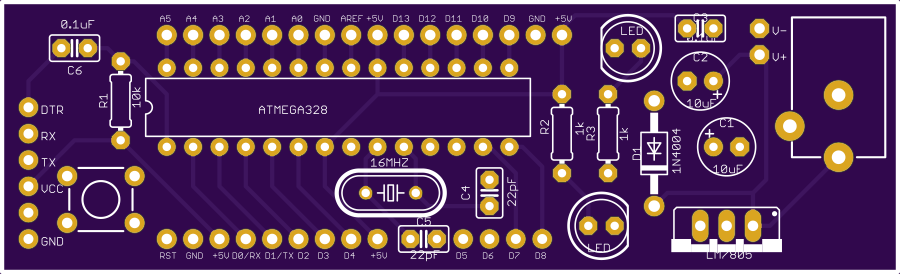 0.1uF
C6
A5 A4 A3 A2 A1 A0 GND AREF +5V D13 D12 D11 D10 D9 GND +5V
LED
C3
0.1uF
V-
V+
C2
+
10uF
R1
10k
ATMEGA328
DTR
RX
TX
VCC
GND
R2
1k
R3
1k
D1
1N4004
C1
+
10uF
16MHZ
C4
22pF
C5
22pF
LED
LM7805
RST GND +5V D0/RX D1/TX D2 D3 D4 +5V D5 D6 D7 D8